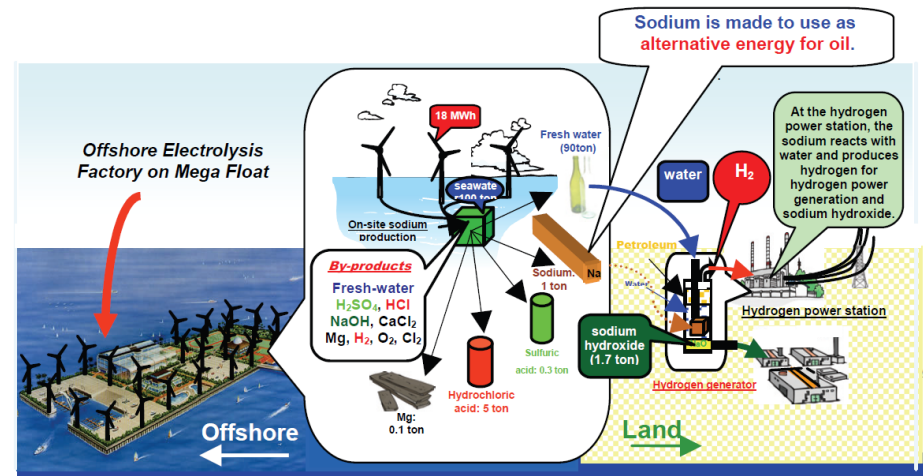 Sodium is made to use as
alternative energy for oil.
18 MWh
Offshore Electrolysis
Factory on Mega Float
Fresh water
(90ton)
water
H2
At the hydrogen
power station, the
sodium reacts with
water and produces
hydrogen for
hydrogen power
generation and
sodium hydroxide.
seawate
r100 ton
On-site sodium
production
By-products
Fresh-water
H2SO4, HCl
NaOH, CaCl2
Mg, H2, O2, Cl2
Petroleum
Water
Na
Sodium:
1 ton
Hydrogen power station
sodium
hydroxide
(1.7 ton)
Sulfuric
acid: 0.3 ton
Hydrogen generator
Hydrochloric
acid: 5 ton
Mg:
0.1 ton
Offshore
Land